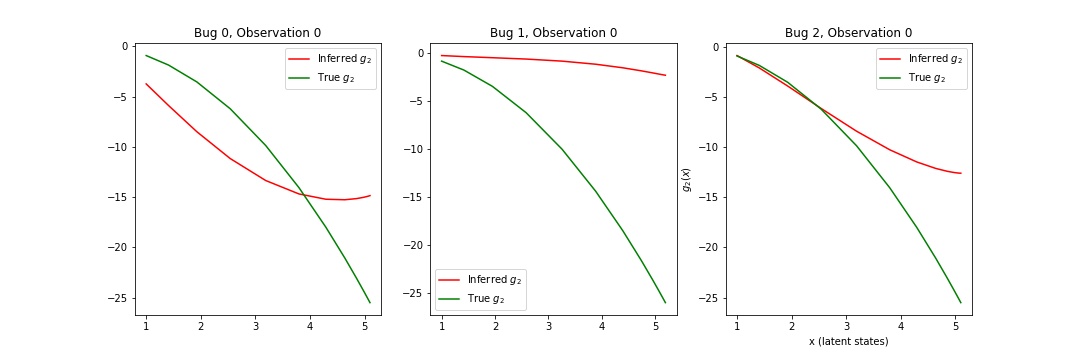 Bug 0, Observation 0
Inferred g₂
True g₂
0
−5
−10
−15
−20
−25
1 2 3 4 5
Bug 1, Observation 0
0
−5
−10
−15
−20
−25
Inferred g₂
True g₂
1 2 3 4 5
Bug 2, Observation 0
Inferred g₂
True g₂
g₂(x)
0
−5
−10
−15
−20
−25
1 2 3 4 5
x (latent states)